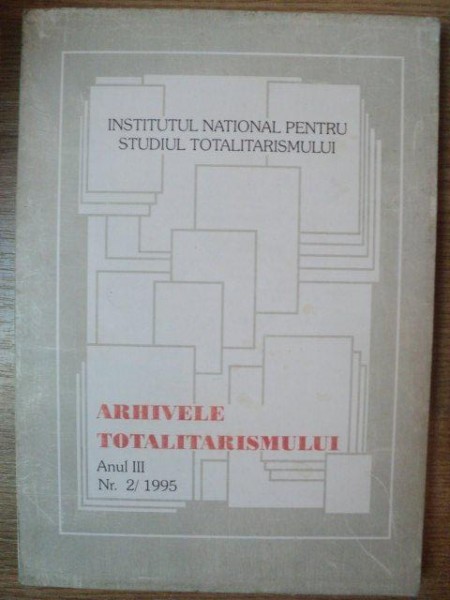 INSTITUTUL NATIONAL PENTRU
STUDIUL TOTALITARISMULUI
ARHIVELE
TOTALITARISMULUI
Anul III
Nr. 2/ 1995